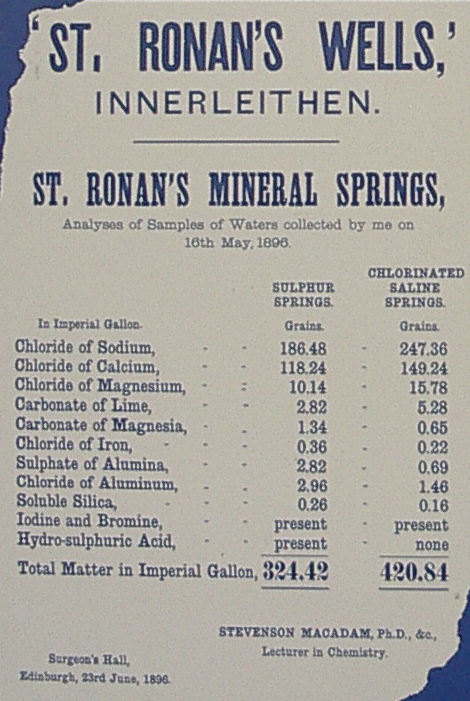 'ST. RONAN'S WELLS,'
INNERLEITHEN.
ST. RONAN'S MINERAL SPRINGS,
Analyses of Samples of Waters collected by me on
16th May, 1896.
SULPHUR SPRINGS. CHLORINATED SALINE SPRINGS.
In Imperial Gallon. Grains. Grains.
Chloride of Sodium, - - 186.48 - 247.36
Chloride of Calcium, - - 118.24 - 149.24
Chloride of Magnesium, - - 10.14 - 15.78
Carbonate of Lime, - - 2.82 - 5.28
Carbonate of Magnesia, - - 1.34 - 0.65
Chloride of Iron, - - - 0.36 - 0.22
Sulphate of Alumina, - - 2.82 - 0.69
Chloride of Aluminum, - - 2.96 - 1.46
Soluble Silica, - - - 0.26 - 0.16
Iodine and Bromine, - - present - present
Hydro-sulphuric Acid, - - present none
Total Matter in Imperial Gallon, 324.42 420.84
STEVENSON MACADAM, Ph.D., &c.,
Lecturer in Chemistry.
Surgeon's Hall,
Edinburgh, 23rd June, 1896.